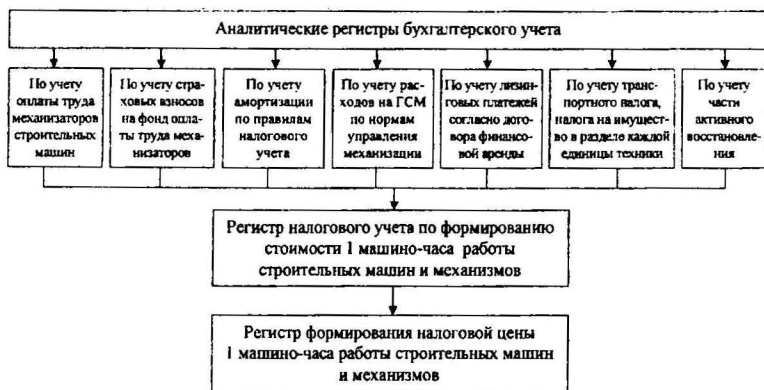 Аналитические регистры бухгалтерского учета
По учету
оплаты труда
механизаторов
строительных
машин
По учету стра-
ховых взносов
на фонд опла-
ты труда меха-
низаторов
По учету
амортизации
по правилам
налогового
учета
По учету рас-
ходов на ГСМ
по нормам
управления
механизации
По учету лизин-
говых платежей
согласно дого-
вора финансо-
вой аренды
По учету транс-
портного налога,
налога на имущест-
во в разделе каждой
единицы техники
По учету
части
активного
восстановле-
ния
Регистр налогового учета по формированию
стоимости 1 машино-часа работы
строительных машин и механизмов
Регистр формирования налоговой цены
1 машино-часа работы строительных машин
и механизмов